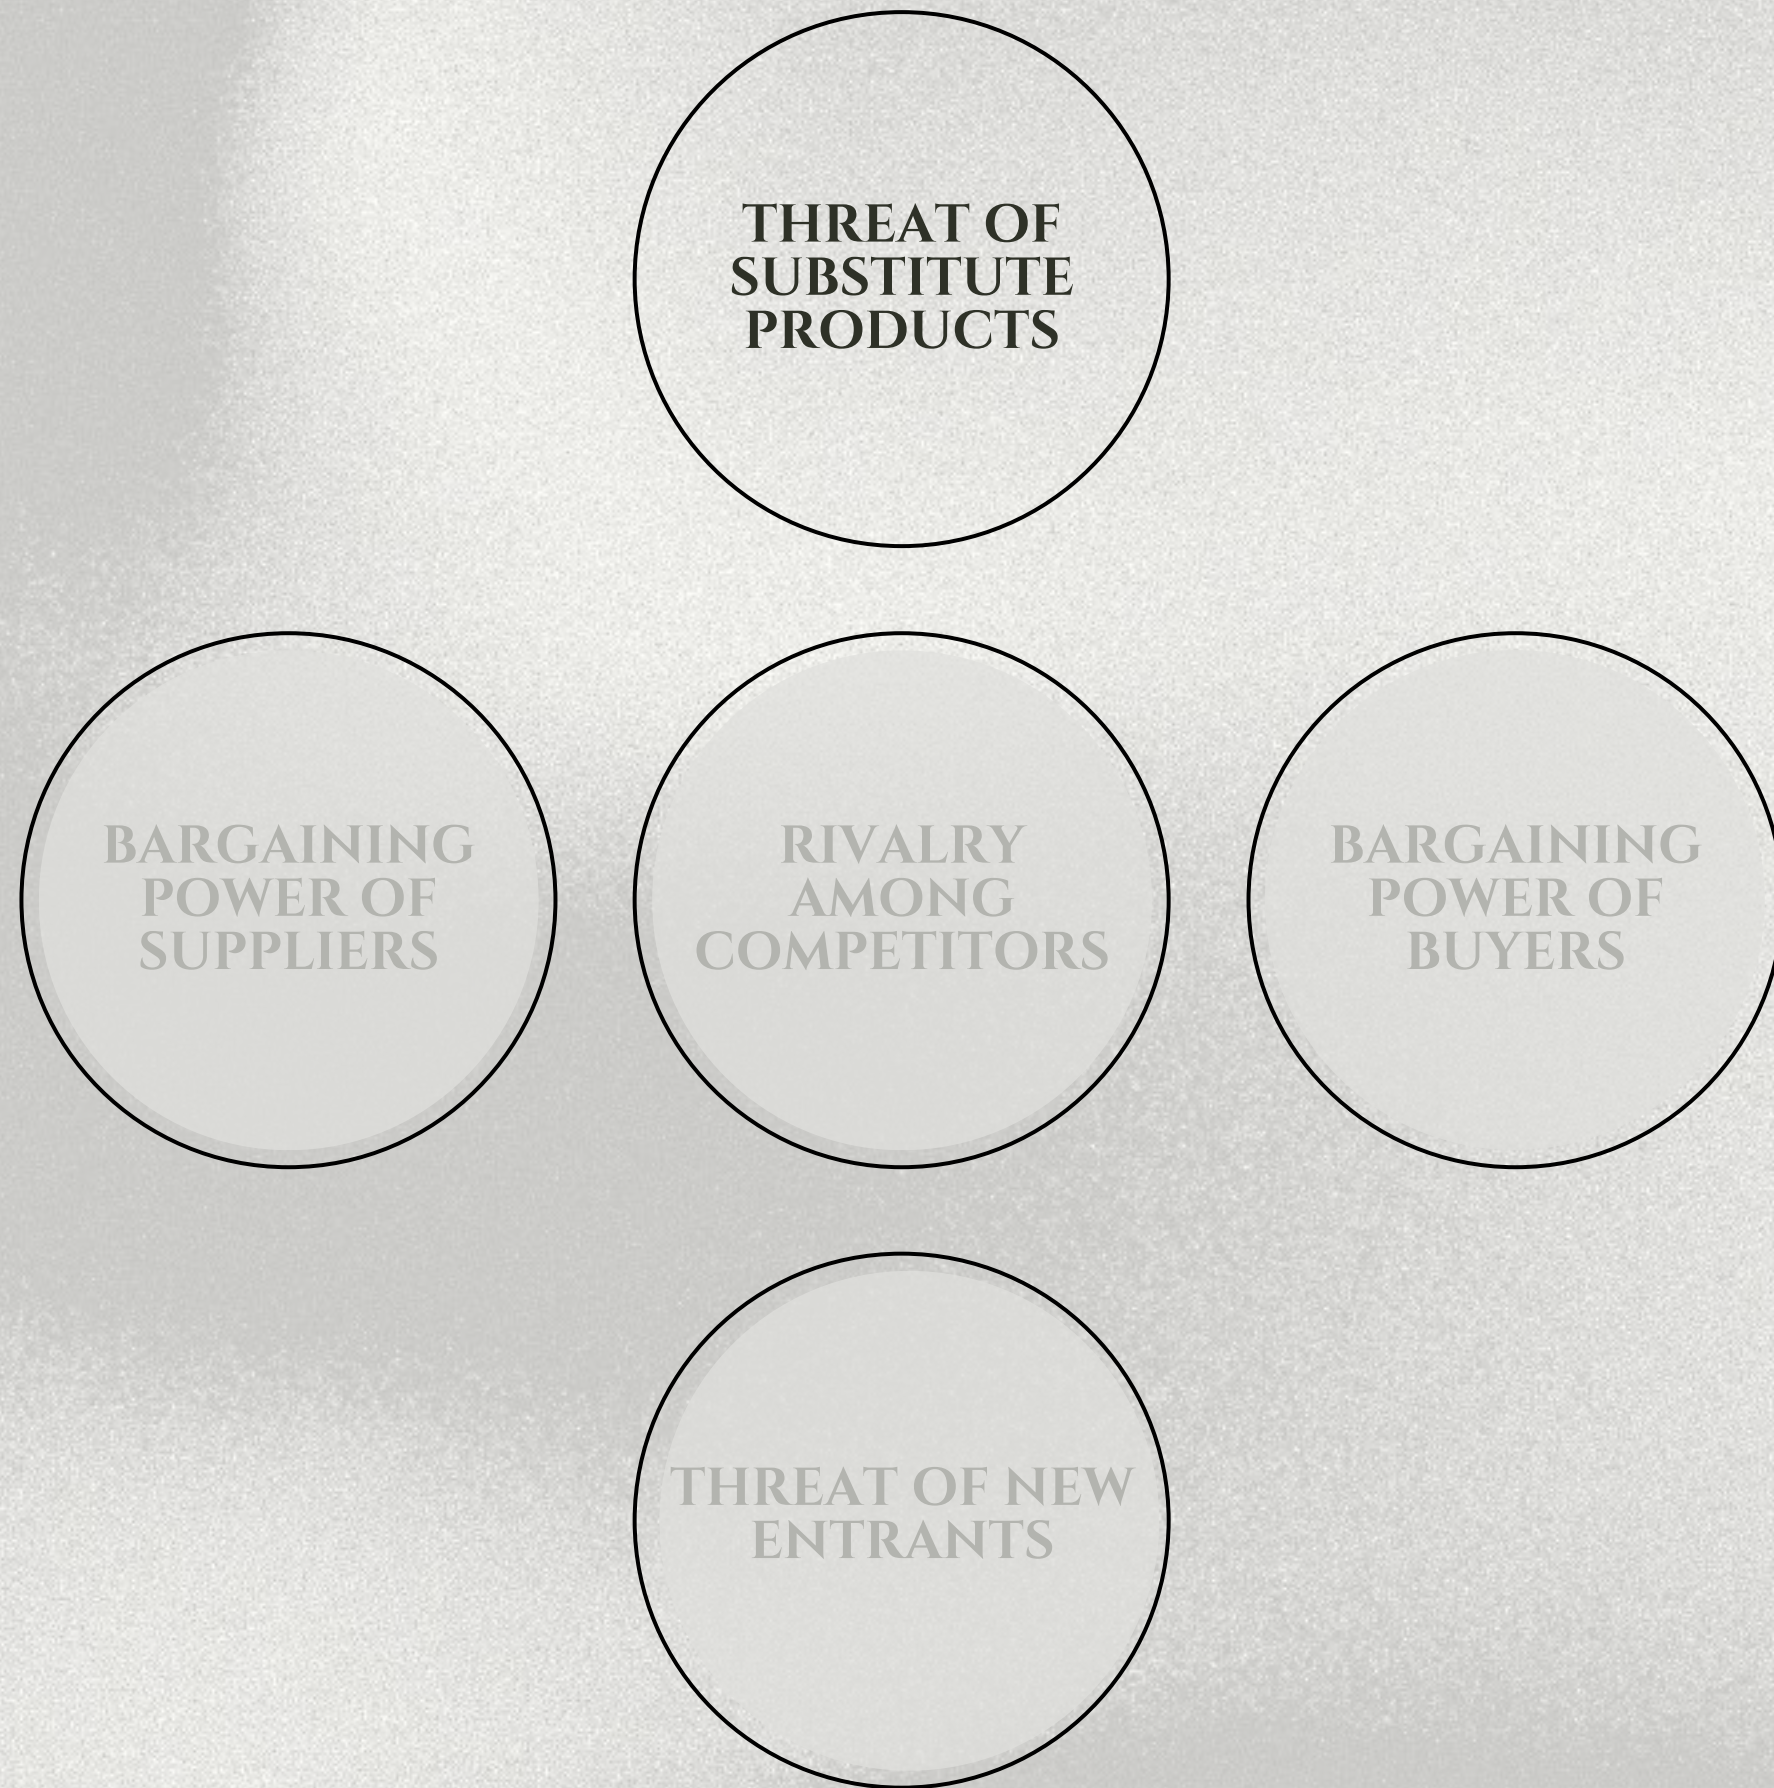 THREAT OF
SUBSTITUTE
PRODUCTS
BARGAINING
POWER OF
SUPPLIERS
RIVALRY
AMONG
COMPETITORS
BARGAINING
POWER OF
BUYERS
THREAT OF NEW
ENTRANTS